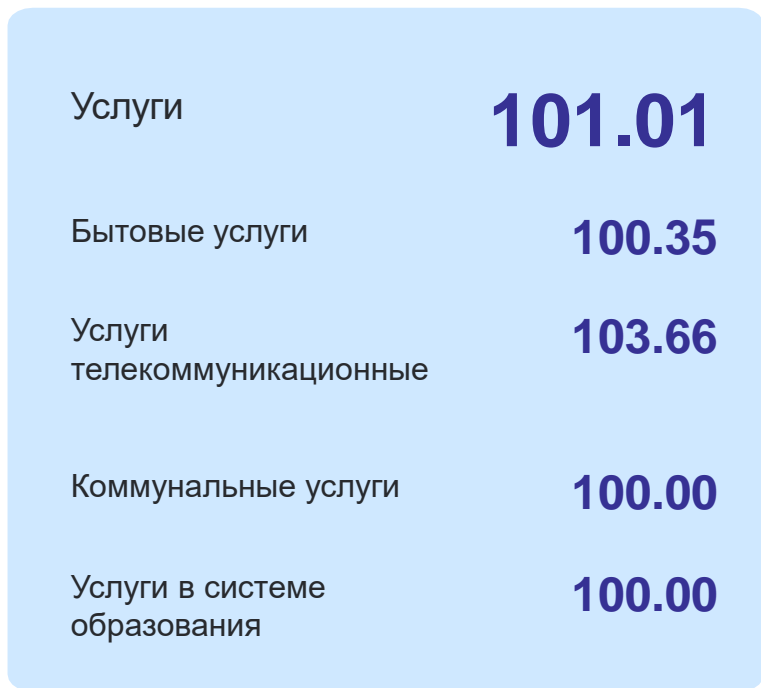 Услуги 101.01
Бытовые услуги 100.35
Услуги 103.66
телекоммуникационные
Коммунальные услуги 100.00
Услуги в системе 100.00
образования